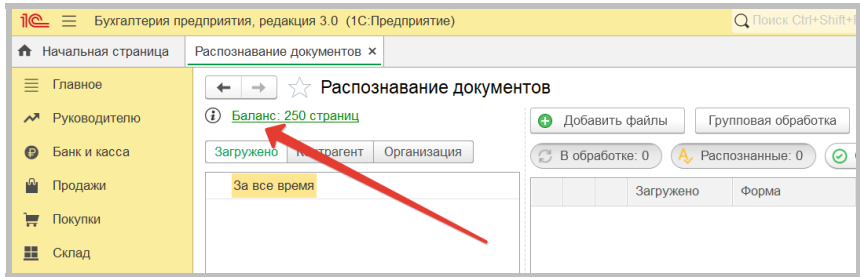 1С Бухгалтерия предприятия, редакция 3.0 (1С:Предприятие) Поиск Ctrl+Shift+
Начальная страница Распознавание документов ×
Главное
Распознавание документов
Руководителю
Баланс: 250 страниц
Добавить файлы Групповая обработка
Банк и касса
Загружено Контрагент Организация
В обработке: 0 Распознанные: 0
Продажи
За все время
Загружено Форма
Покупки
Склад